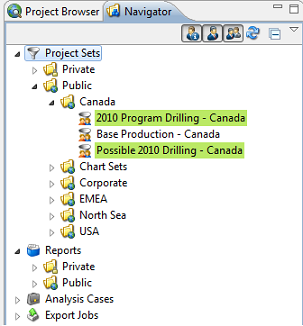 Project Browser Navigator
Project Sets
Private
Public
Canada
2010 Program Drilling - Canada
Base Production - Canada
Possible 2010 Drilling - Canada
Chart Sets
Corporate
EMEA
North Sea
USA
Reports
Private
Public
Analysis Cases
Export Jobs